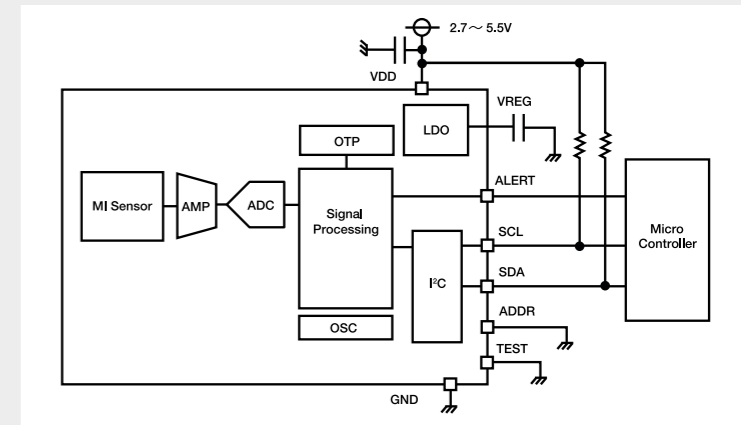 2.7～5.5V
VDD
VREG
LDO
OTP
ALERT
MI Sensor
AMP
ADC
Signal
Processing
SCL
Micro
Controller
SDA
I²C
ADDR
OSC
TEST
GND